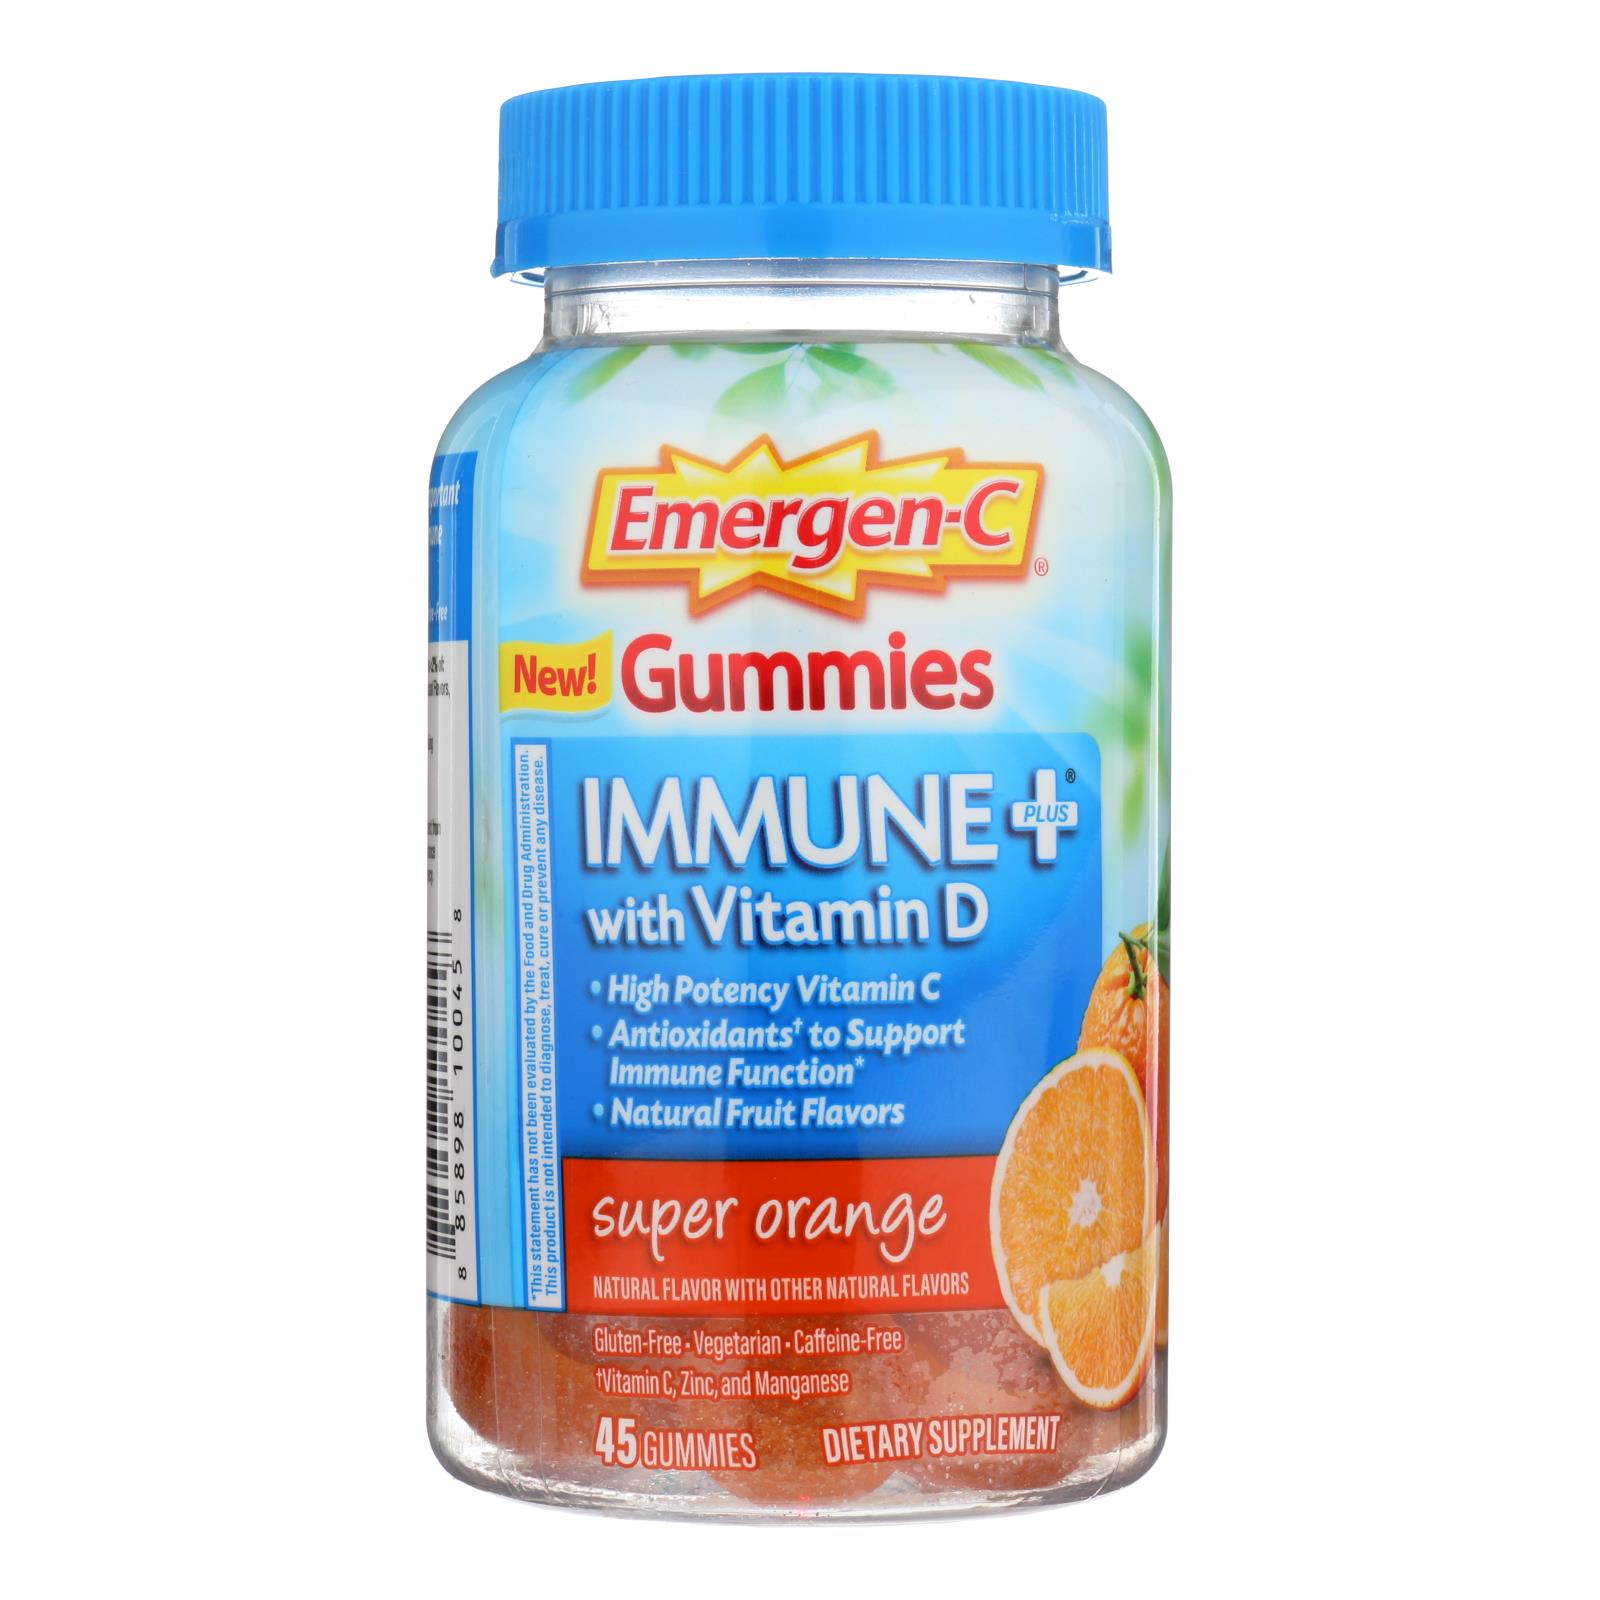 Emergen-C®
New! Gummies
IMMUNE+®
PLUS
with Vitamin D
• High Potency Vitamin C
• Antioxidants† to Support
Immune Function*
• Natural Fruit Flavors
super orange
NATURAL FLAVOR WITH OTHER NATURAL FLAVORS
Gluten-Free • Vegetarian • Caffeine-Free
†Vitamin C, Zinc, and Manganese
45 GUMMIES
DIETARY SUPPLEMENT
*This statement has not been evaluated by the Food and Drug Administration.
This product is not intended to diagnose, treat, cure or prevent any disease.
8 85898 10045 8